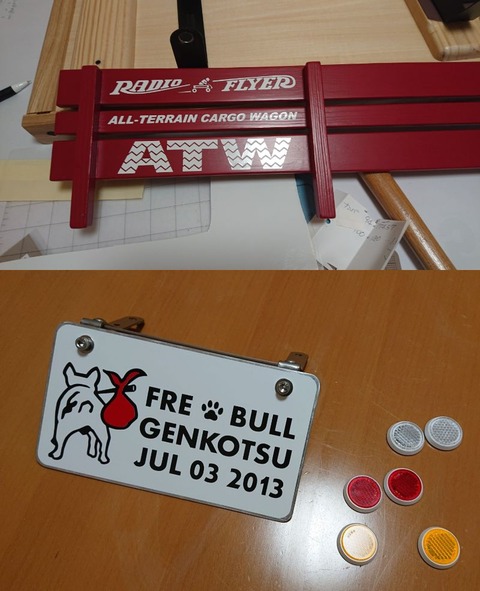 RADIO FLYER
ALL-TERRAIN CARGO WAGON
ATW
FRE BULL
GENKOTSU
JUL 03 2013